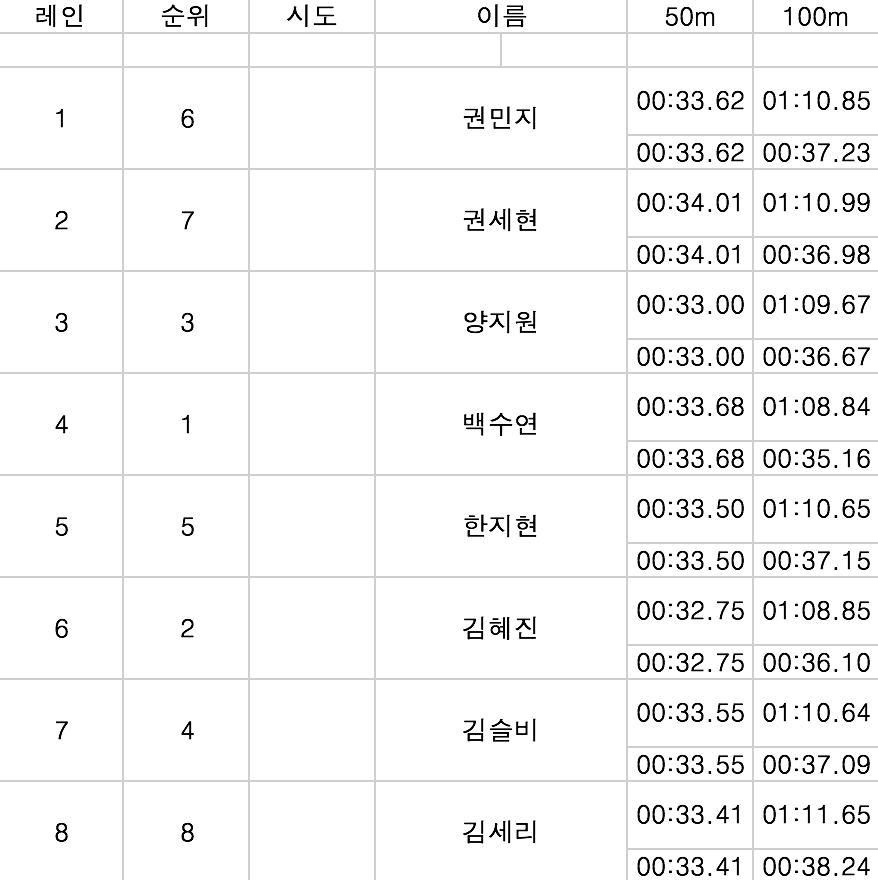 레인 순위 시도 이름 50m 100m
1 6 권민지 00:33.62 01:10.85
00:33.62 00:37.23
2 7 권세현 00:34.01 01:10.99
00:34.01 00:36.98
3 3 양지원 00:33.00 01:09.67
00:33.00 00:36.67
4 1 백수연 00:33.68 01:08.84
00:33.68 00:35.16
5 5 한지현 00:33.50 01:10.65
00:33.50 00:37.15
6 2 김혜진 00:32.75 01:08.85
00:32.75 00:36.10
7 4 김슬비 00:33.55 01:10.64
00:33.55 00:37.09
8 8 김세리 00:33.41 01:11.65
00:33.41 00:38.24